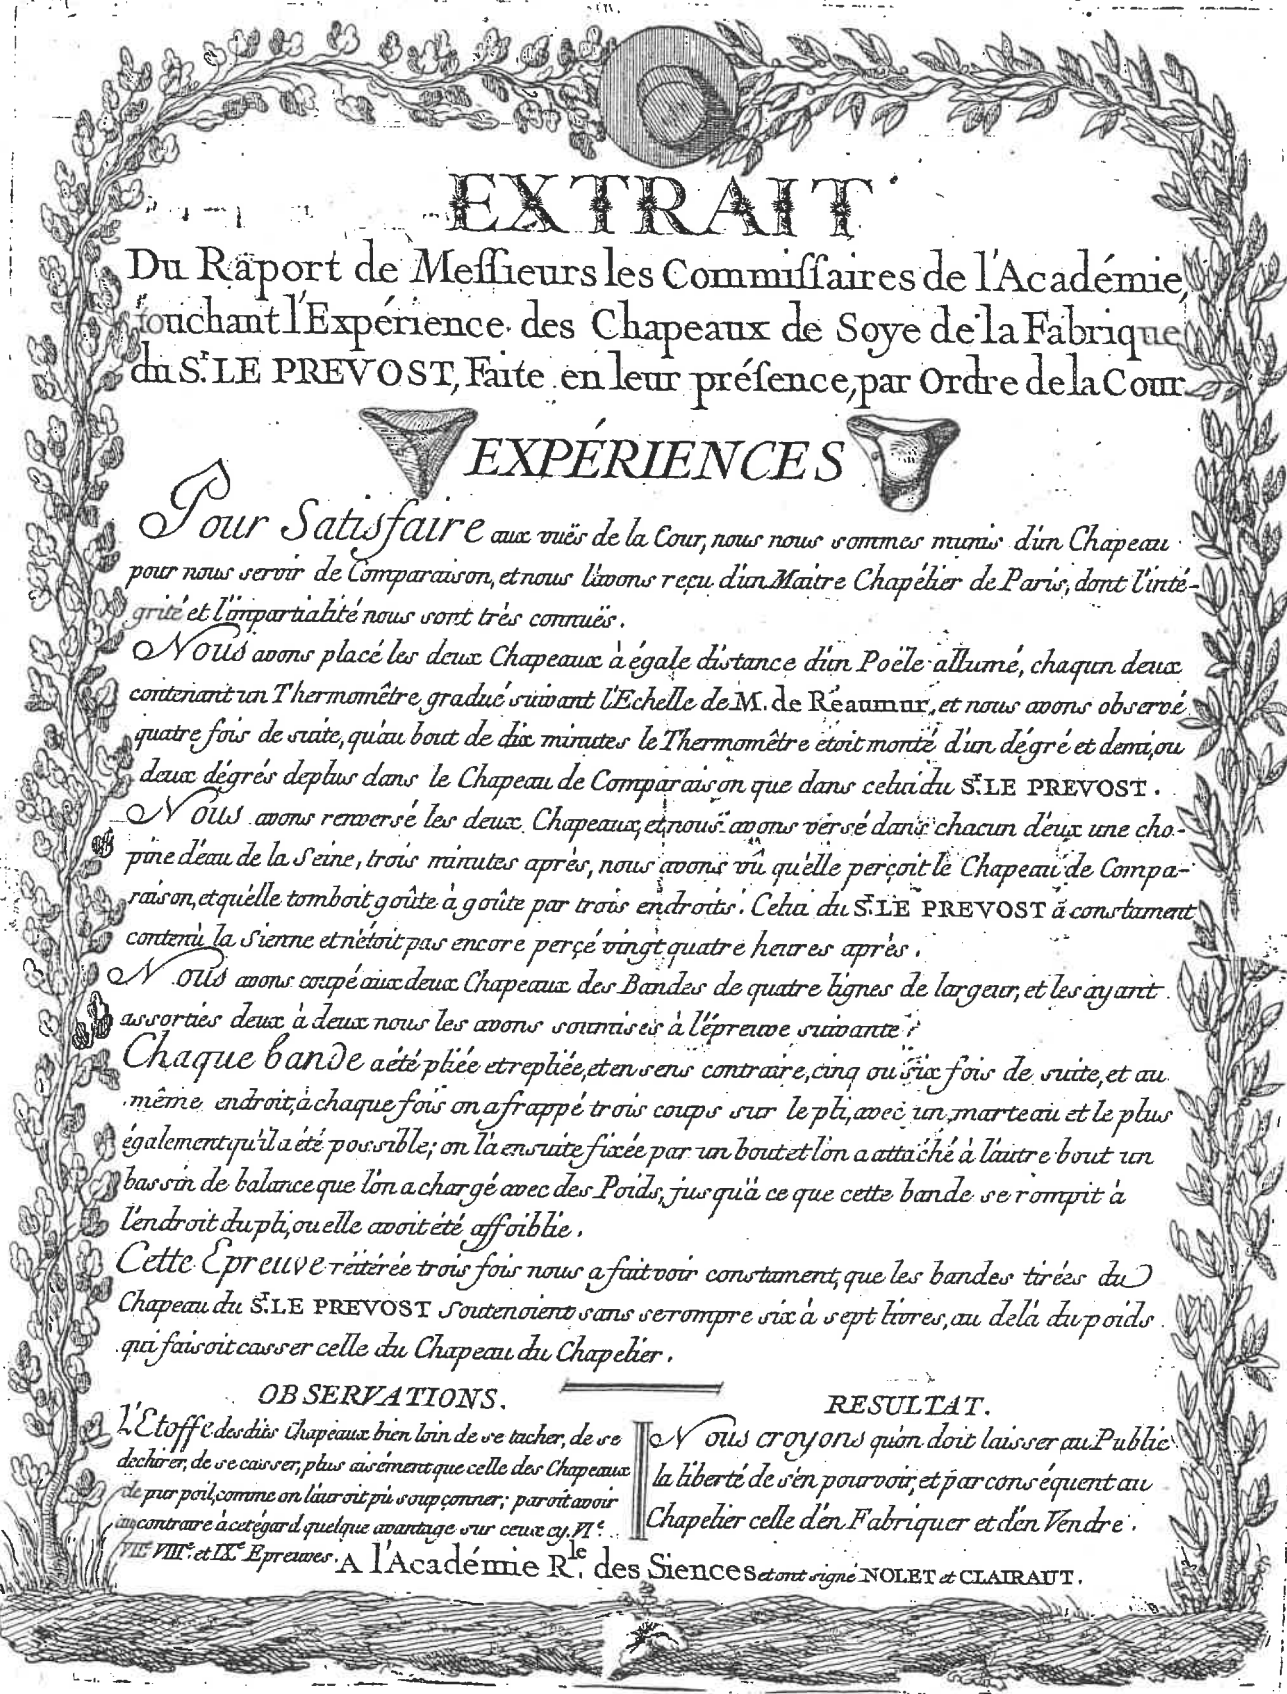 EXTRAIT
Du Raport de Messieurs les Commissaires de l'Académie,
touchant l'Expérience des Chapeaux de Soye de la Fabrique
du Sr. LE PREVOST, Faite en leur présence, par Ordre de la Cour.
EXPÉRIENCES
Pour Satisfaire aux vuës de la Cour, nous nous sommes munis d'un Chapeau
pour nous servir de Comparaison, et nous l'avons reçu d'un Maitre Chapélier de Paris, dont l'inté-
grité et l'impartialité nous sont très connuës.
Nous avons placé les deux Chapeaux à égale distance d'un Poële allumé, chaqun deux
contenant un Thermomêtre gradué suivant l'Echelle de M. de Réaumur, et nous avons observé
quatre fois de suite, qu'au bout de dix minutes le Thermomêtre étoit monté d'un dégré et demi, ou
deux dégrés de plus dans le Chapeau de Comparaison que dans celui du Sr. LE PREVOST.
Nous avons renversé les deux Chapeaux, et nous avons versé dans chacun d'eux une cho-
pine d'eau de la Seine, trois minutes après, nous avons vû qu'elle perçoit le Chapeau de Compa-
raison, et qu'elle tomboit goûte à goûte par trois endroits. Celui du Sr. LE PREVOST à constament
contenù la Sienne et n'étoit pas encore perçé vingt quatre heures après.
Nous avons coupé aux deux Chapeaux des Bandes de quatre lignes de largeur, et les ayant
assorties deux à deux nous les avons soumises à l'épreuve suivante:
Chaque bande a été pliée et repliée, et en sens contraire, cinq ou six fois de suite, et au
même endroit, à chaque fois on a frappé trois coups sur le pli, avec un marteau et le plus
également qu'il a été possible; on l'a ensuite fixée par un bout et l'on a attaché à l'autre bout un
bassin de balance que l'on a chargé avec des Poids, jusqu'à ce que cette bande se rompit à
l'endroit du pli, ou elle avoit été affoiblie.
Cette Epreuve réitérée trois fois nous a fait voir constament, que les bandes tirées du
Chapeau du Sr. LE PREVOST Soutenoient sans se rompre six à sept livres, au delà du poids
qui faisoit casser celle du Chapeau du Chapelier.
OBSERVATIONS.
L'Etoffe desdits Chapeaux bien loin de se tacher, de se
dechirer, de se casser, plus aisément que celle des Chapeaux
de pur poil, comme on l'auroit pû soupçonner; paroît avoir
au contraire à cet égard quelque avantage sur ceux cy. VIe.
VIIe. VIIIe. et IXe. Epreuves.
RESULTAT.
Nous croyons qu'on doit laisser au Public
la liberté de s'en pourvoir, et par conséquent au
Chapelier celle d'en Fabriquer et d'en Vendre.
A l'Académie Rle. des Siences et ont signé NOLET et CLAIRAUT.